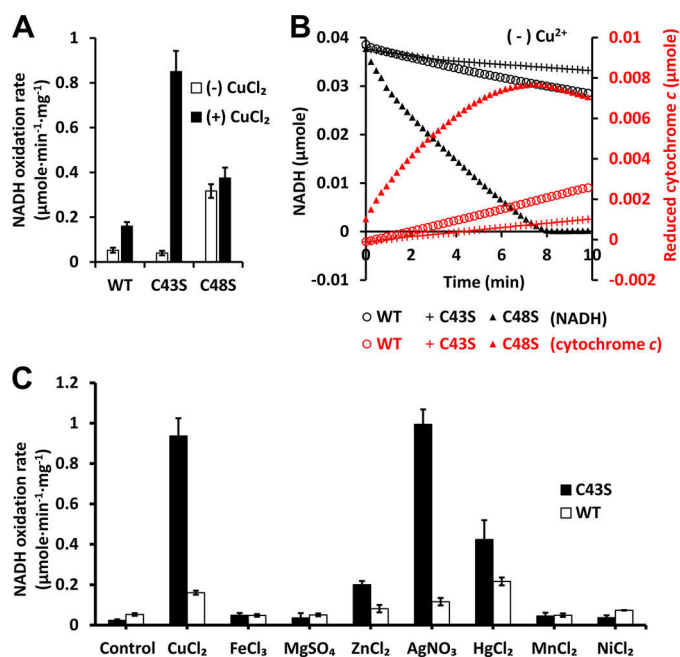 A
NADH oxidation rate
(µmole·min⁻¹·mg⁻¹)
1
0.8
0.6
0.4
0.2
0
(-) CuCl₂
(+) CuCl₂
WT C43S C48S
B
(-) Cu²⁺
NADH (µmole)
0.04
0.03
0.02
0.01
0
-0.01
0 2 4 6 8 10
Time (min)
0.01
0.008
0.006
0.004
0.002
0
-0.002
Reduced cytochrome c (µmole)
WT C43S C48S (NADH)
WT C43S C48S (cytochrome c)
C
NADH oxidation rate
(µmole·min⁻¹·mg⁻¹)
1.2
1
0.8
0.6
0.4
0.2
0
C43S
WT
Control CuCl₂ FeCl₃ MgSO₄ ZnCl₂ AgNO₃ HgCl₂ MnCl₂ NiCl₂